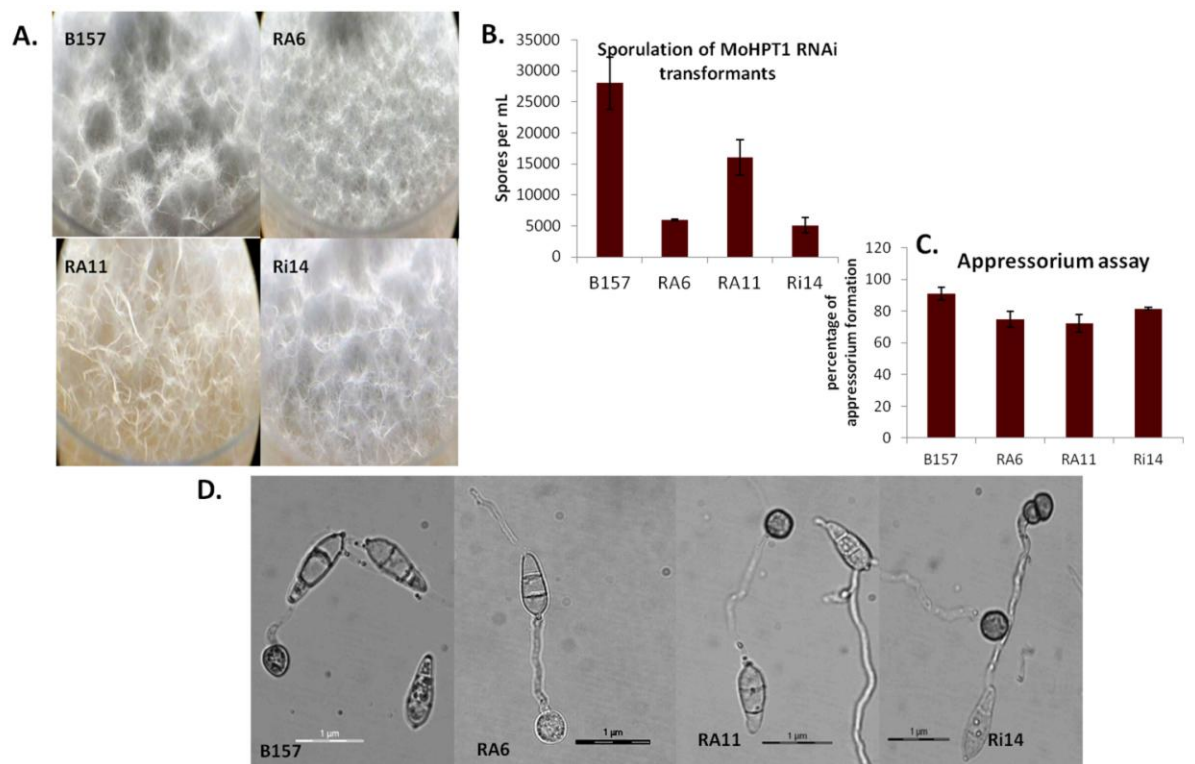 A.
B157
RA6
RA11
Ri14
B.
Sporulation of MoHPT1 RNAi
transformants
Spores per mL
35000
30000
25000
20000
15000
10000
5000
0
B157
RA6
RA11
Ri14
C.
Appressorium assay
percentage of
appressorium formation
120
100
80
60
40
20
0
B157
RA6
RA11
Ri14
D.
1 µm
B157
1 µm
RA6
1 µm
RA11
1 µm
Ri14